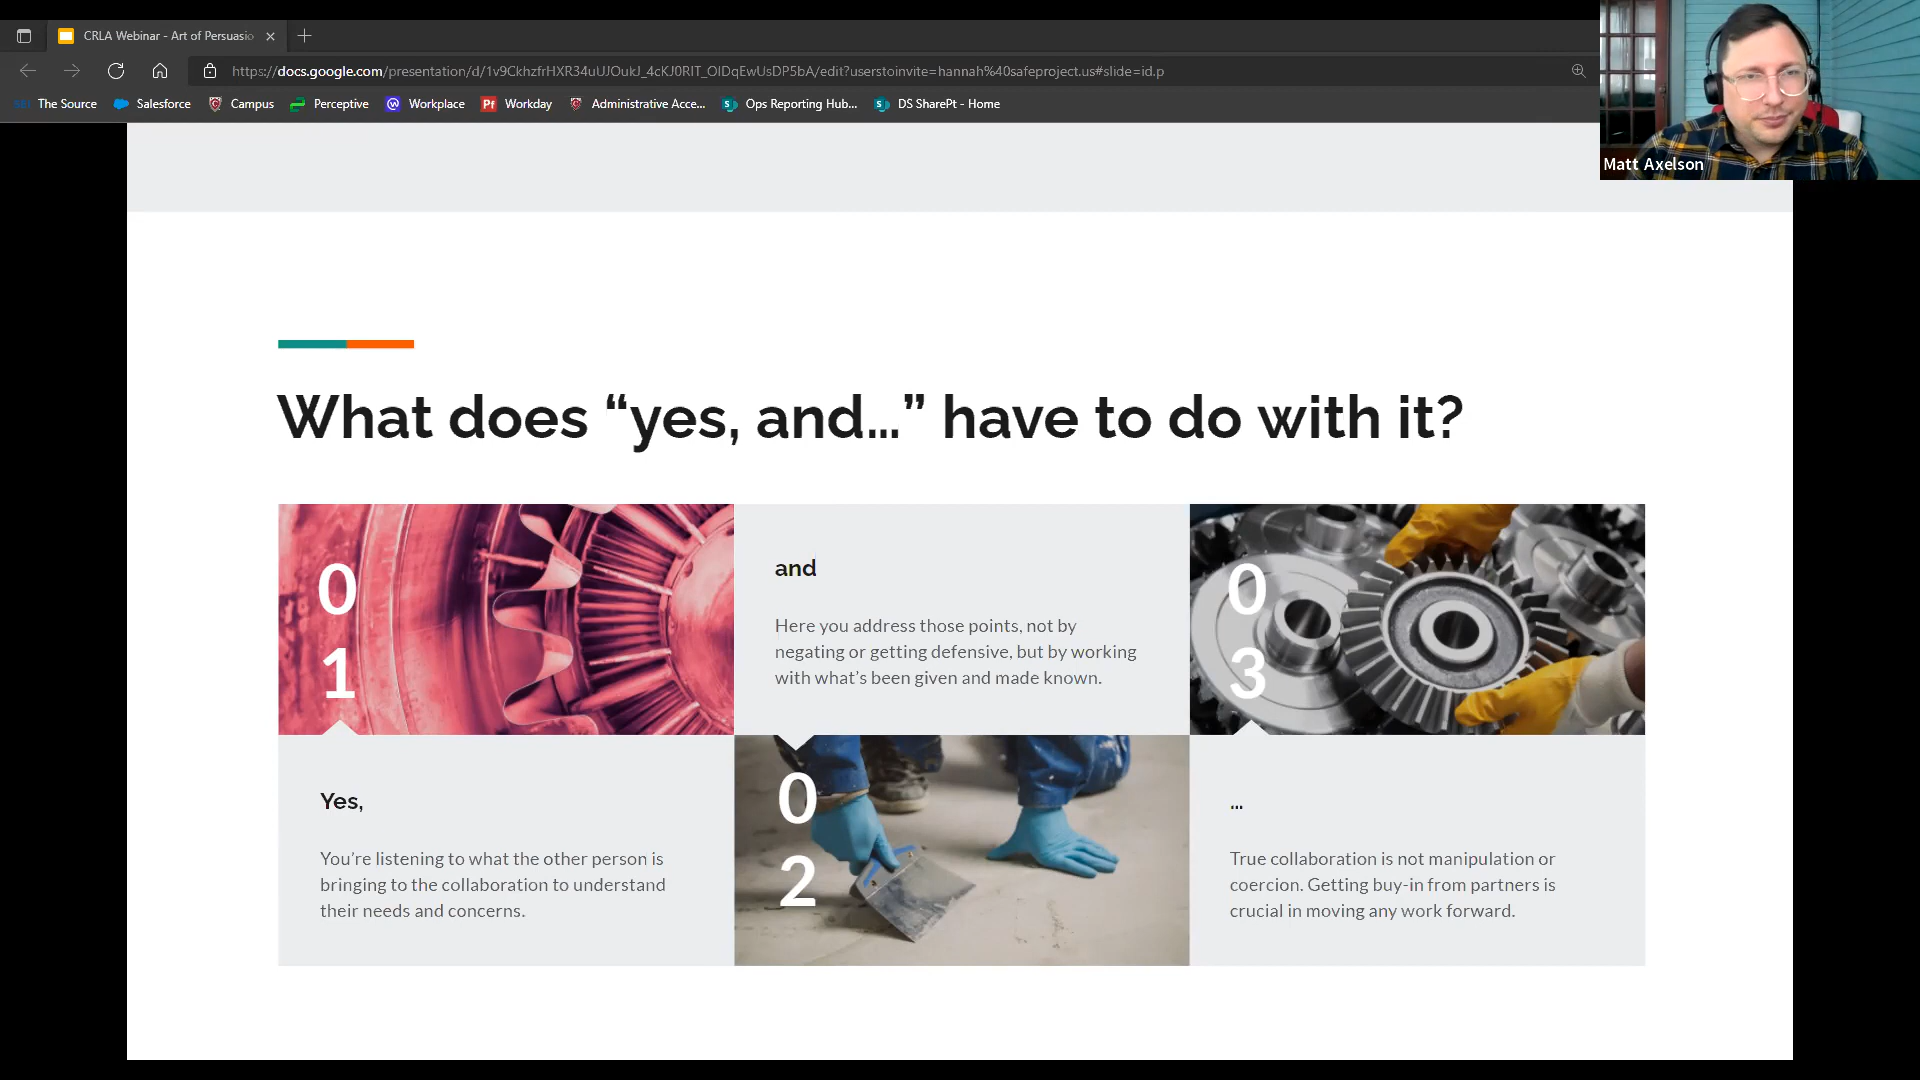 CRLA Webinar - Art of Persuasio
https://docs.google.com/presentation/d/1v9CkhzfrHXR34uUJOukJ_4cKJ0RIT_OIDqEwUsDP5bA/edit?userstoinvite=hannah%40safeproject.us#slide=id.p
The Source
Salesforce
Campus
Perceptive
Workplace
Workday
Administrative Acce...
Ops Reporting Hub...
DS SharePt - Home
Matt Axelson
What does “yes, and...” have to do with it?
01
Yes,
You’re listening to what the other person is
bringing to the collaboration to understand
their needs and concerns.
and
Here you address those points, not by
negating or getting defensive, but by working
with what’s been given and made known.
02
03
...
True collaboration is not manipulation or
coercion. Getting buy-in from partners is
crucial in moving any work forward.